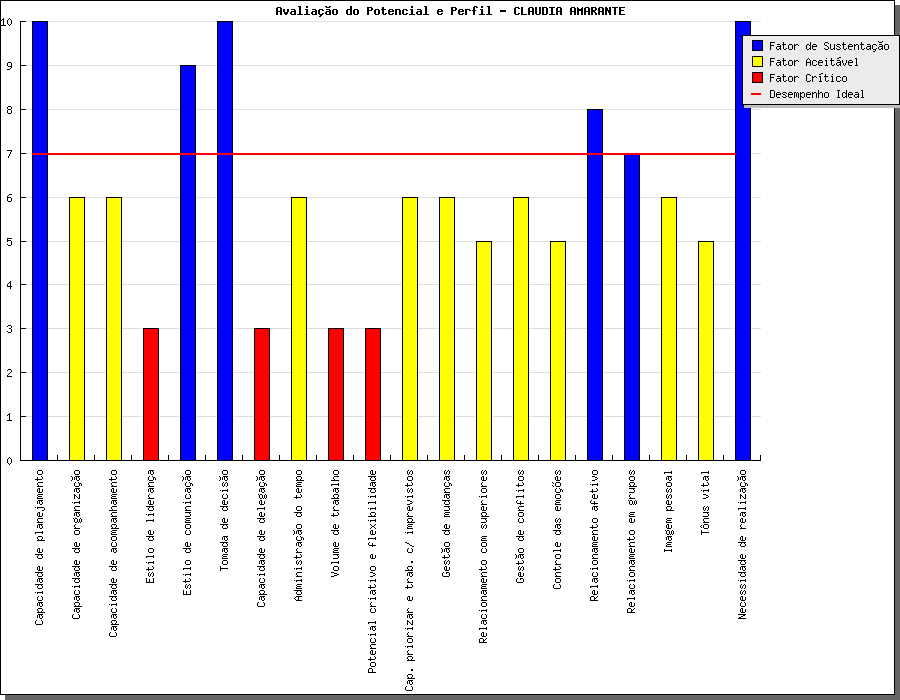 Avaliação do Potencial e Perfil - CLAUDIA AMARANTE
10
9
8
7
6
5
4
3
2
1
0
Fator de Sustentação
Fator Aceitável
Fator Crítico
Desempenho Ideal
Capacidade de planejamento
Capacidade de organização
Capacidade de acompanhamento
Estilo de liderança
Estilo de comunicação
Tomada de decisão
Capacidade de delegação
Administração do tempo
Volume de trabalho
Potencial criativo e flexibilidade
Cap. priorizar e trab. c/ imprevistos
Gestão de mudanças
Relacionamento com superiores
Gestão de conflitos
Controle das emoções
Relacionamento afetivo
Relacionamento em grupos
Imagem pessoal
Tônus vital
Necessidade de realização